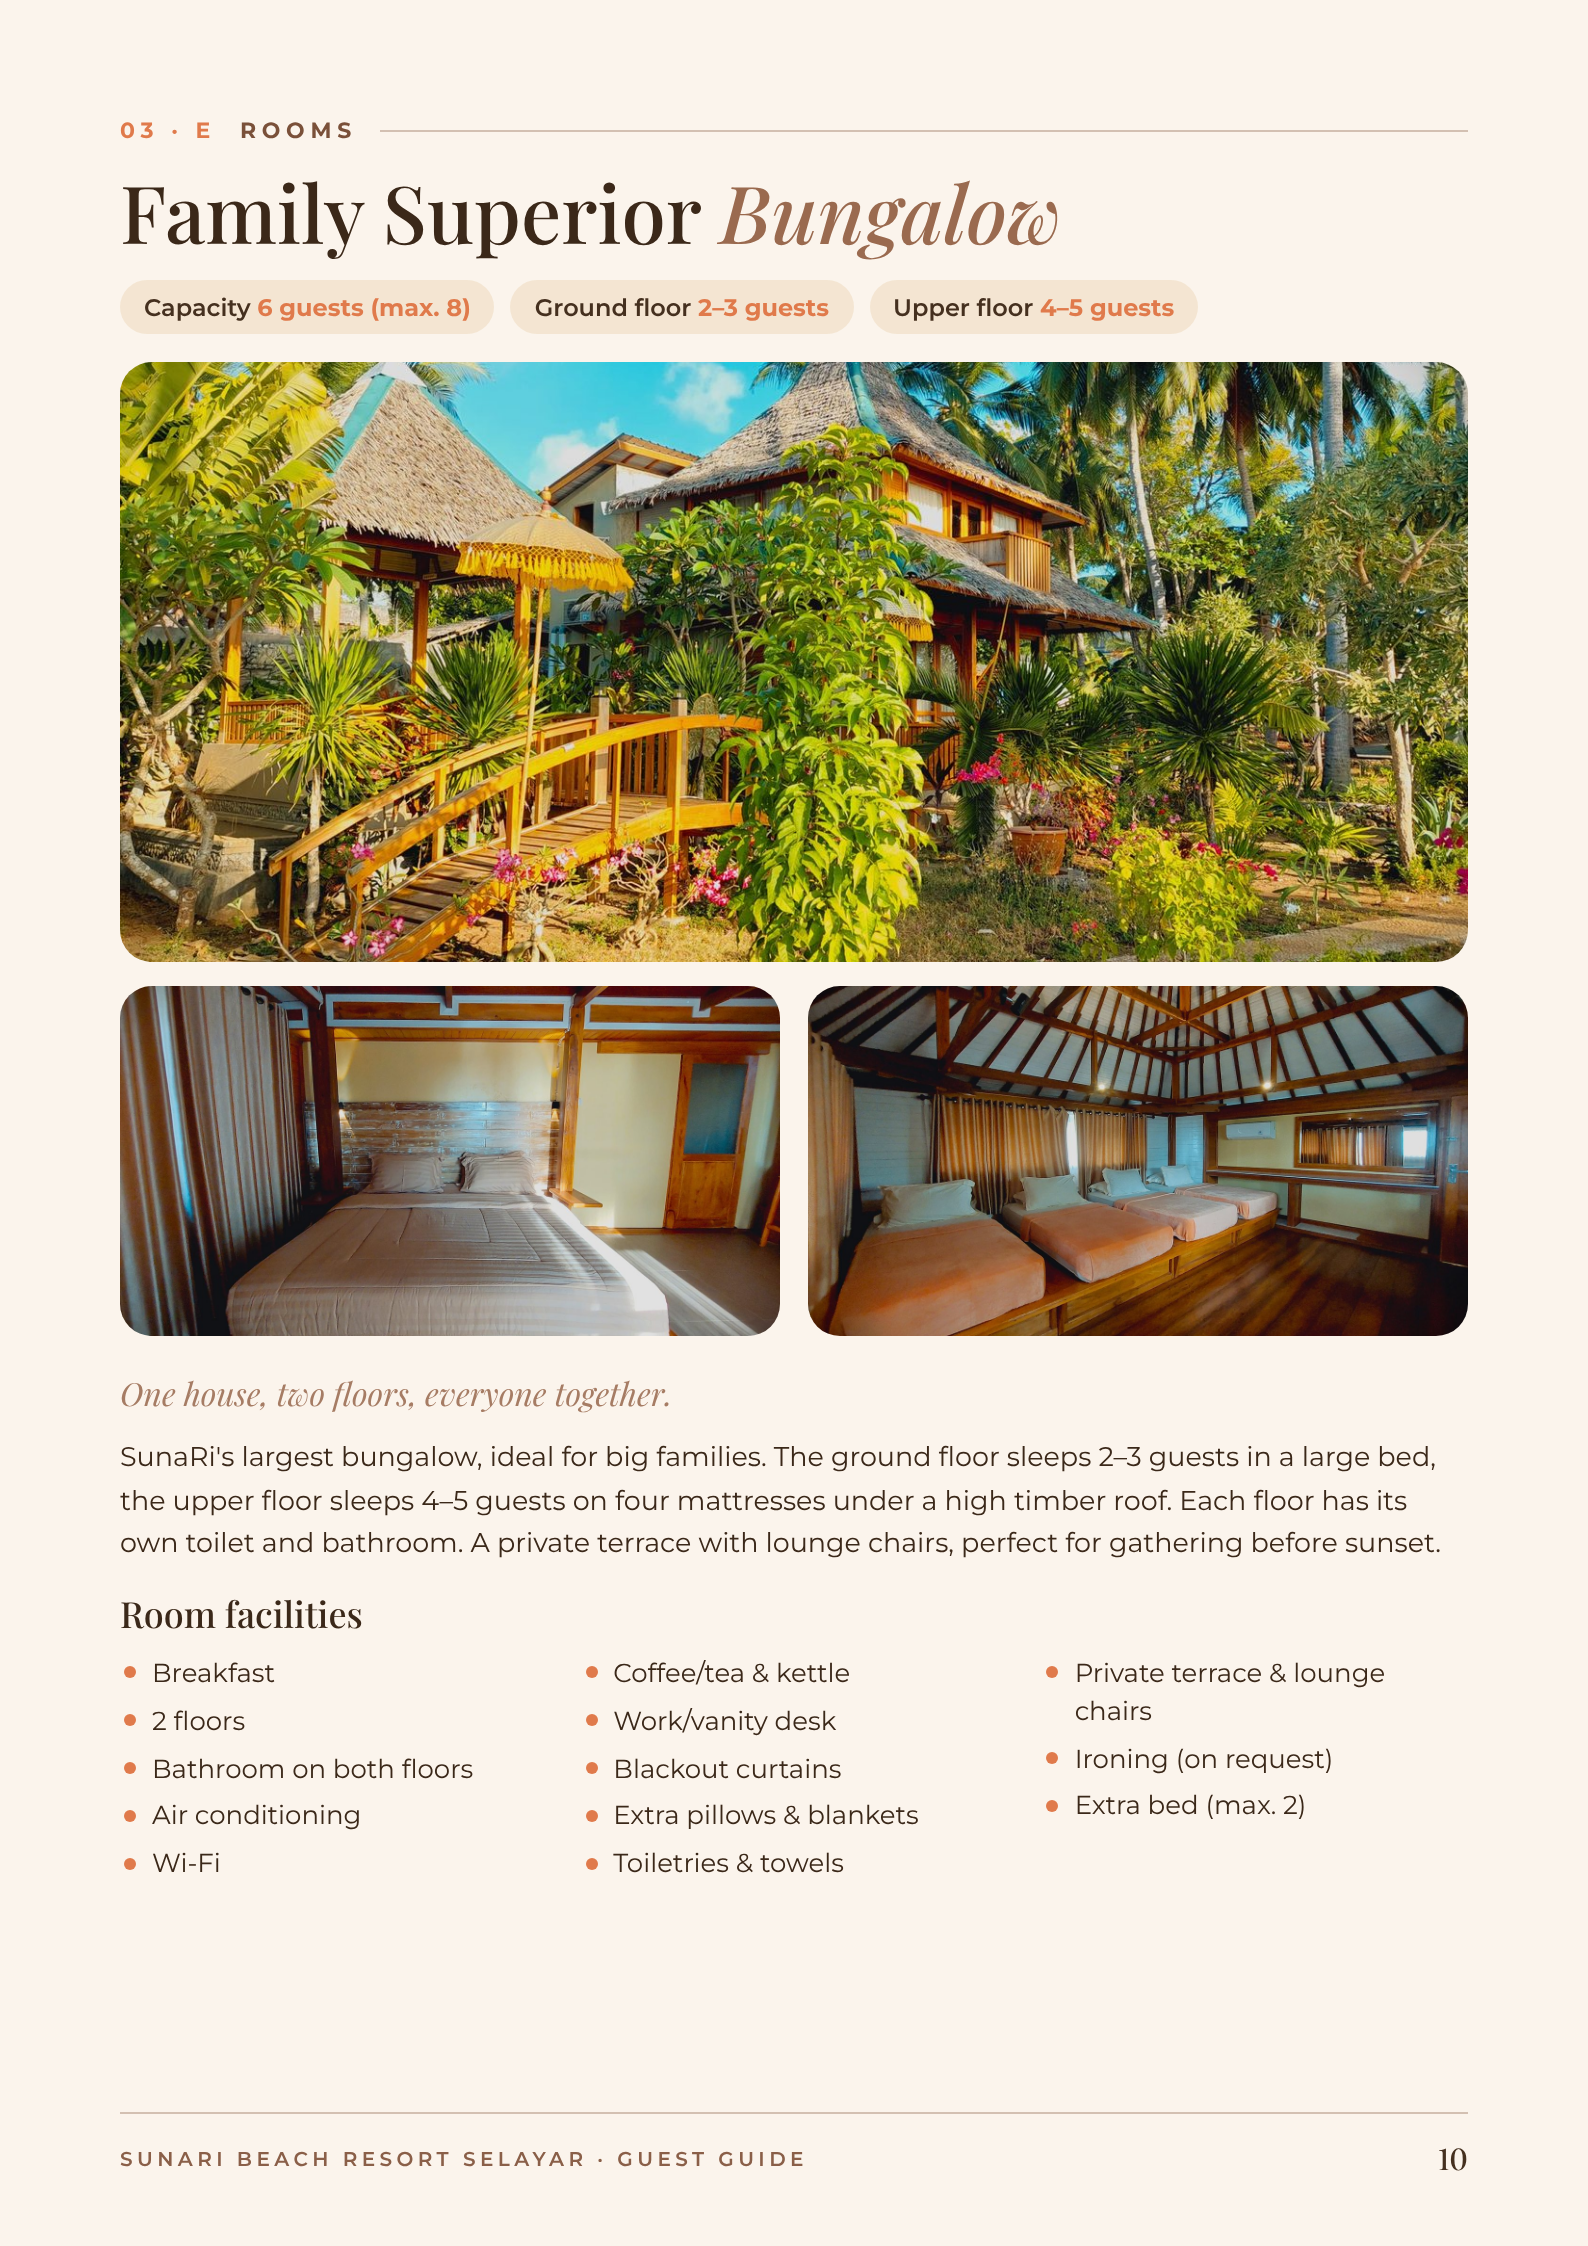 03 · E ROOMS
Family Superior Bungalow
Capacity 6 guests (max. 8)
Ground floor 2–3 guests
Upper floor 4–5 guests
One house, two floors, everyone together.
SunaRi's largest bungalow, ideal for big families. The ground floor sleeps 2–3 guests in a large bed,
the upper floor sleeps 4–5 guests on four mattresses under a high timber roof. Each floor has its
own toilet and bathroom. A private terrace with lounge chairs, perfect for gathering before sunset.
Room facilities
Breakfast
2 floors
Bathroom on both floors
Air conditioning
Wi-Fi
Coffee/tea & kettle
Work/vanity desk
Blackout curtains
Extra pillows & blankets
Toiletries & towels
Private terrace & lounge
chairs
Ironing (on request)
Extra bed (max. 2)
SUNARI BEACH RESORT SELAYAR · GUEST GUIDE
10